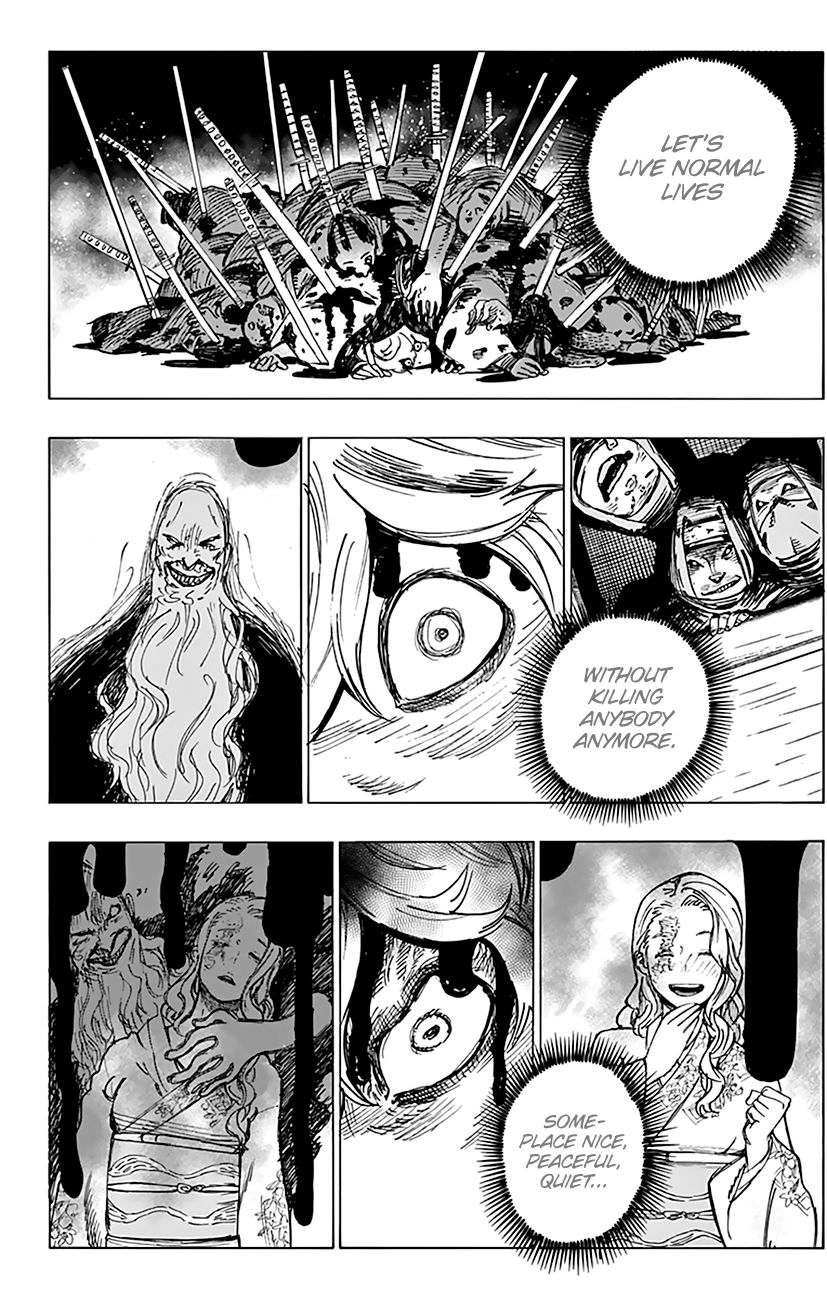 LET'S
LIVE NORMAL
LIVES
WITHOUT
KILLING
ANYBODY
ANYMORE.
SOME-
PLACE NICE,
PEACEFUL,
QUIET...